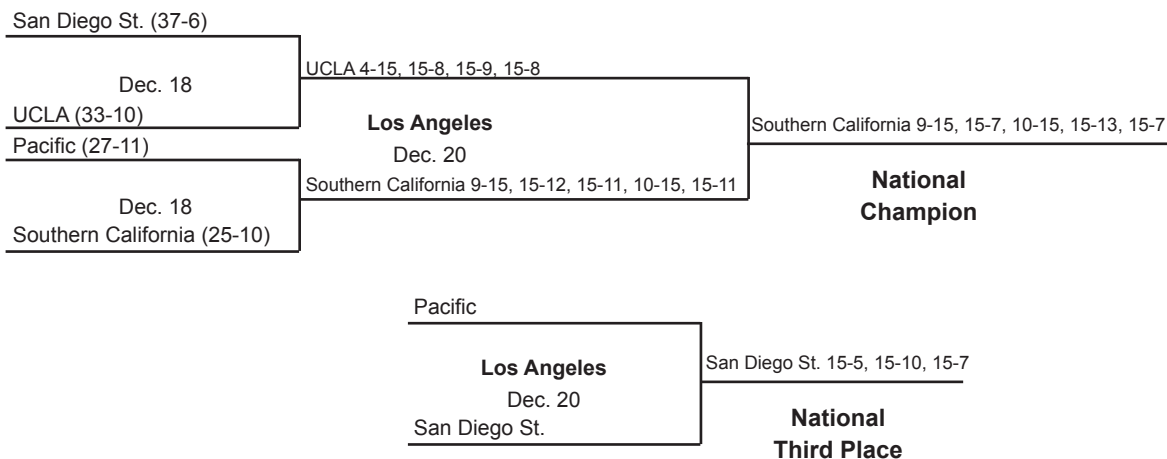 San Diego St. (37-6)
Dec. 18
UCLA (33-10)
UCLA 4-15, 15-8, 15-9, 15-8
Pacific (27-11)
Dec. 18
Southern California (25-10)
Southern California 9-15, 15-12, 15-11, 10-15, 15-11
Los Angeles
Dec. 20
Southern California 9-15, 15-7, 10-15, 15-13, 15-7
National
Champion
Pacific
Los Angeles
Dec. 20
San Diego St.
San Diego St. 15-5, 15-10, 15-7
National
Third Place